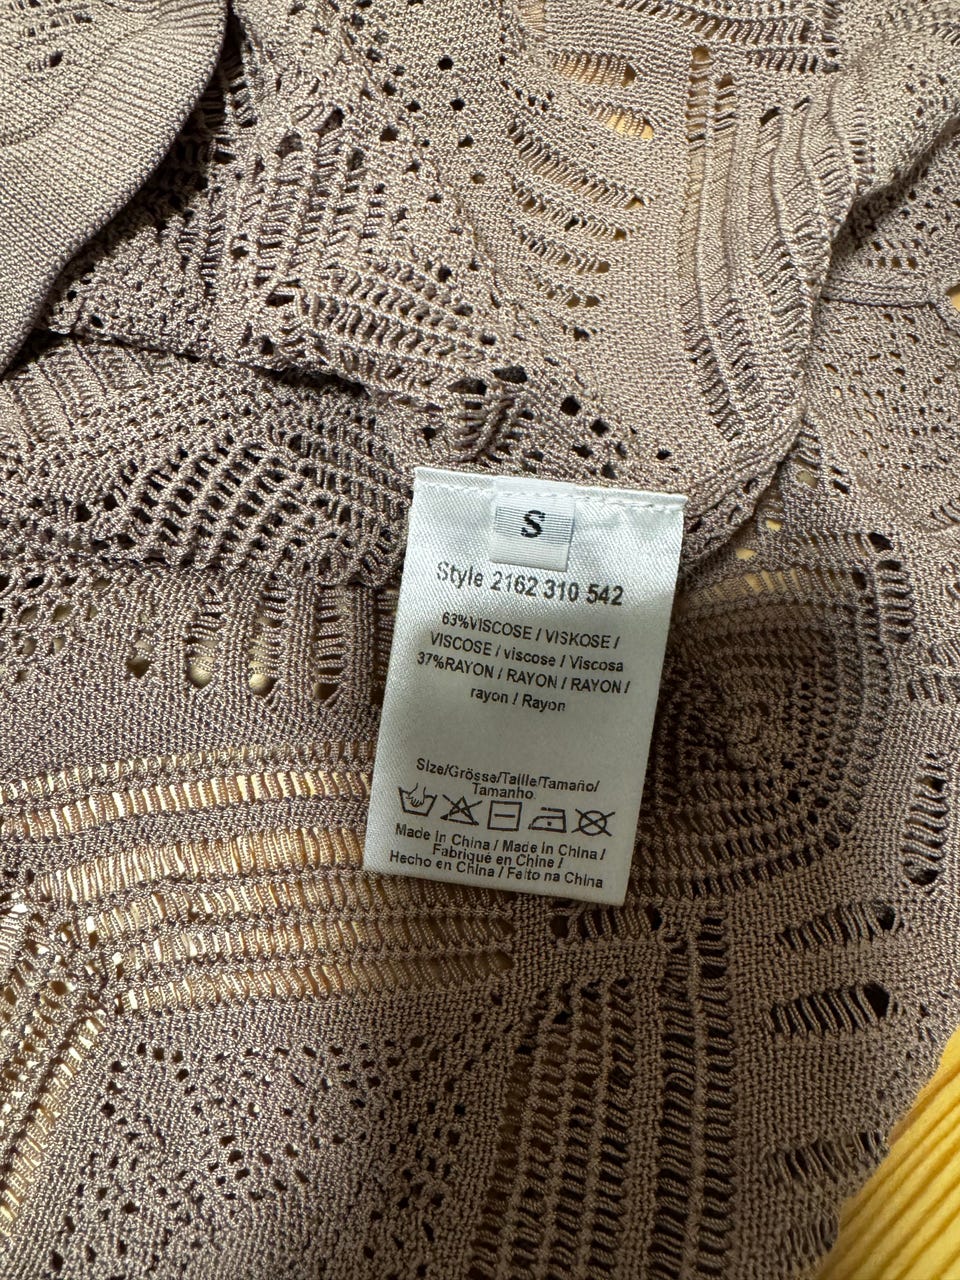 S
Style 2162 310 542
63%VISCOSE / VISKOSE /
VISCOSE / viscose / Viscosa
37%RAYON / RAYON / RAYON /
rayon / Rayon
Size/Grösse/Taille/Tamaño/
Tamanho
Made In China / Made in China /
Fabriqué en Chine /
Hecho en China / Feito na China